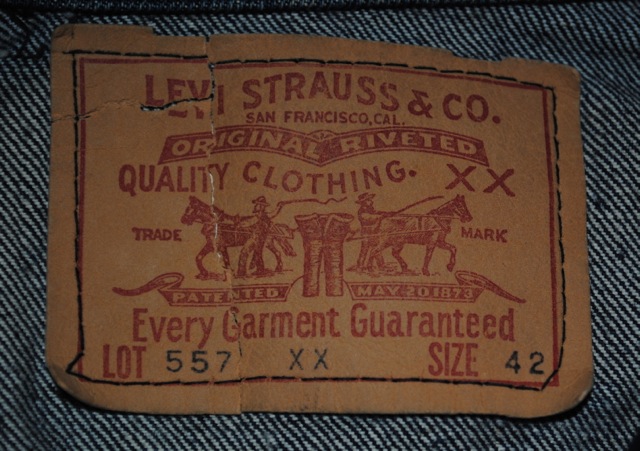 LEVI STRAUSS & CO.
SAN FRANCISCO, CAL.
ORIGINAL RIVETED
QUALITY CLOTHING. XX
TRADE MARK
PATENTED MAY 20 1873
Every Garment Guaranteed
LOT 557 XX SIZE 42